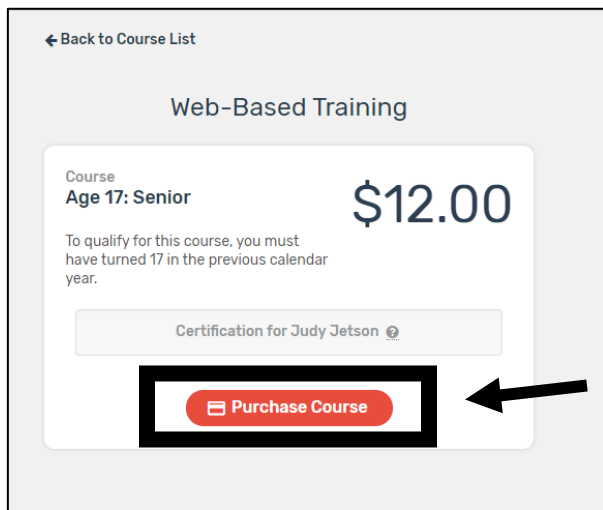 Back to Course List
Web-Based Training
Course
Age 17: Senior
$12.00
To qualify for this course, you must
have turned 17 in the previous calendar
year.
Certification for Judy Jetson ?
Purchase Course